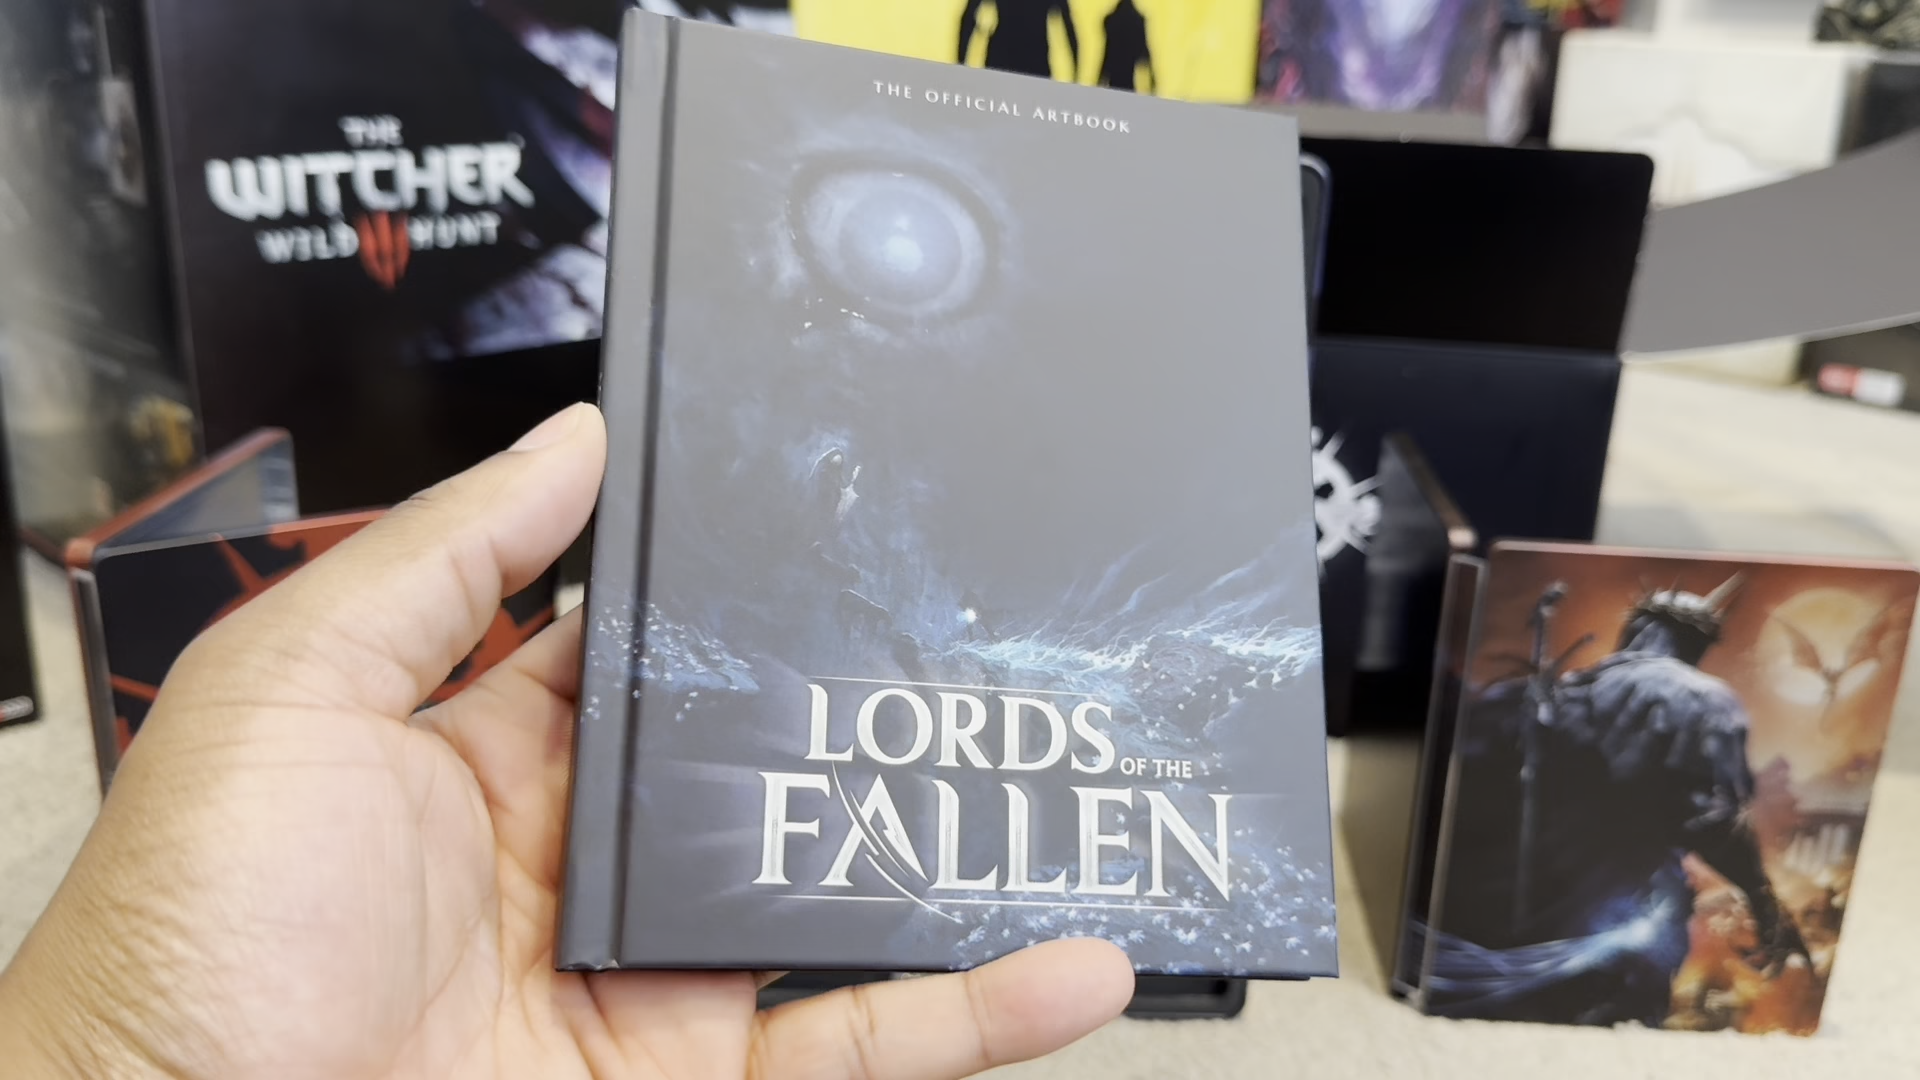 THE OFFICIAL ARTBOOK
LORDS
OF THE
FALLEN
THE
WITCHER
WILD HUNT